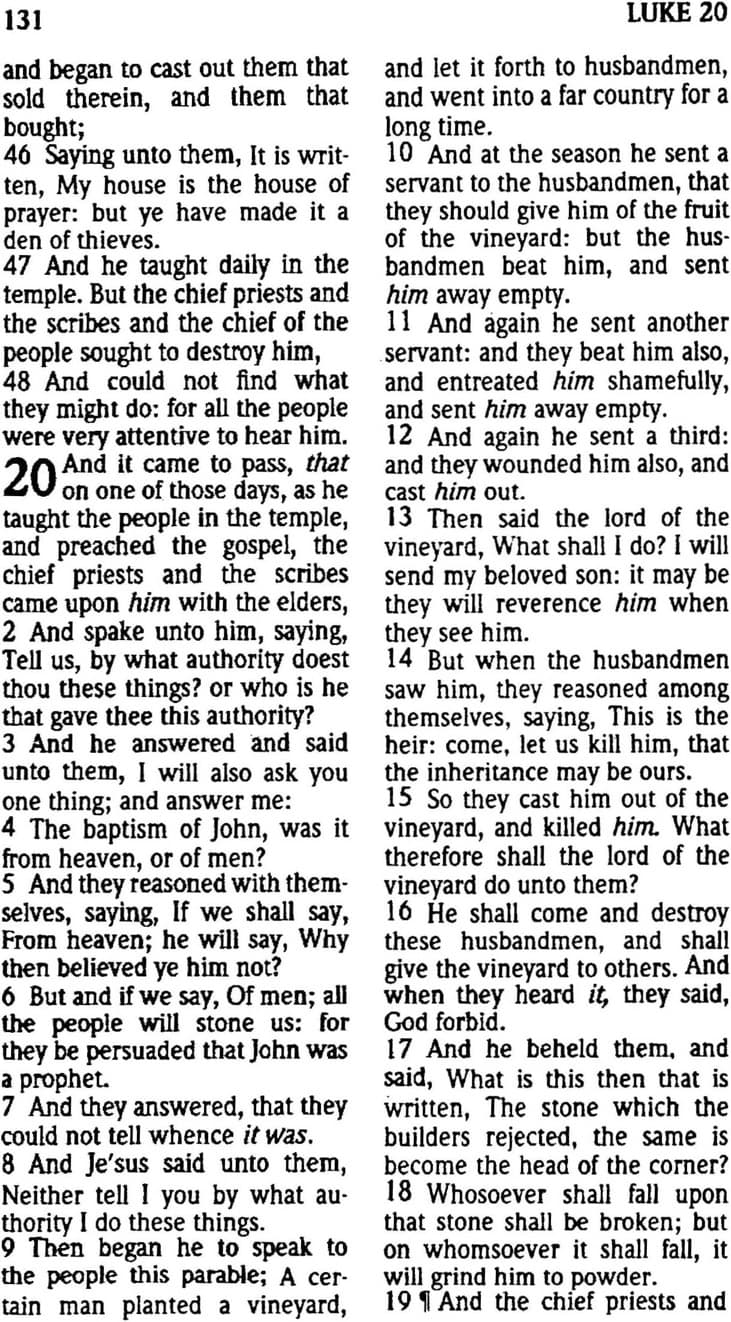 131
LUKE 20
and began to cast out them that
sold therein, and them that
bought;
46 Saying unto them, It is writ-
ten, My house is the house of
prayer: but ye have made it a
den of thieves.
47 And he taught daily in the
temple. But the chief priests and
the scribes and the chief of the
people sought to destroy him,
48 And could not find what
they might do: for all the people
were very attentive to hear him.
20 And it came to pass, that
on one of those days, as he
taught the people in the temple,
and preached the gospel, the
chief priests and the scribes
came upon him with the elders,
2 And spake unto him, saying,
Tell us, by what authority doest
thou these things? or who is he
that gave thee this authority?
3 And he answered and said
unto them, I will also ask you
one thing; and answer me:
4 The baptism of John, was it
from heaven, or of men?
5 And they reasoned with them-
selves, saying, If we shall say,
From heaven; he will say, Why
then believed ye him not?
6 But and if we say, Of men; all
the people will stone us: for
they be persuaded that John was
a prophet.
7 And they answered, that they
could not tell whence it was.
8 And Je'sus said unto them,
Neither tell I you by what au-
thority I do these things.
9 Then began he to speak to
the people this parable; A cer-
tain man planted a vineyard,
and let it forth to husbandmen,
and went into a far country for a
long time.
10 And at the season he sent a
servant to the husbandmen, that
they should give him of the fruit
of the vineyard: but the hus-
bandmen beat him, and sent
him away empty.
11 And again he sent another
servant: and they beat him also,
and entreated him shamefully,
and sent him away empty.
12 And again he sent a third:
and they wounded him also, and
cast him out.
13 Then said the lord of the
vineyard, What shall I do? I will
send my beloved son: it may be
they will reverence him when
they see him.
14 But when the husbandmen
saw him, they reasoned among
themselves, saying, This is the
heir: come, let us kill him, that
the inheritance may be ours.
15 So they cast him out of the
vineyard, and killed him. What
therefore shall the lord of the
vineyard do unto them?
16 He shall come and destroy
these husbandmen, and shall
give the vineyard to others. And
when they heard it, they said,
God forbid.
17 And he beheld them, and
said, What is this then that is
written, The stone which the
builders rejected, the same is
become the head of the corner?
18 Whosoever shall fall upon
that stone shall be broken; but
on whomsoever it shall fall, it
will grind him to powder.
19 ¶ And the chief priests and